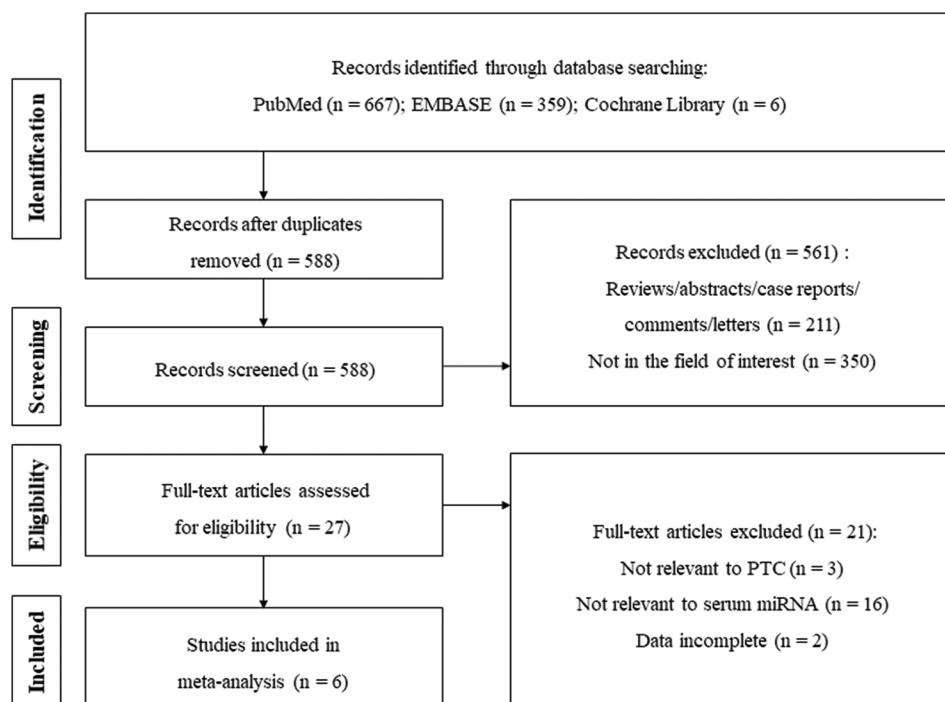 Identification
Records identified through database searching:
PubMed (n = 667); EMBASE (n = 359); Cochrane Library (n = 6)
Records after duplicates
removed (n = 588)
Records excluded (n = 561) :
Reviews/abstracts/case reports/
comments/letters (n = 211)
Not in the field of interest (n = 350)
Screening
Records screened (n = 588)
Eligibility
Full-text articles assessed
for eligibility (n = 27)
Full-text articles excluded (n = 21):
Not relevant to PTC (n = 3)
Not relevant to serum miRNA (n = 16)
Data incomplete (n = 2)
Included
Studies included in
meta-analysis (n = 6)